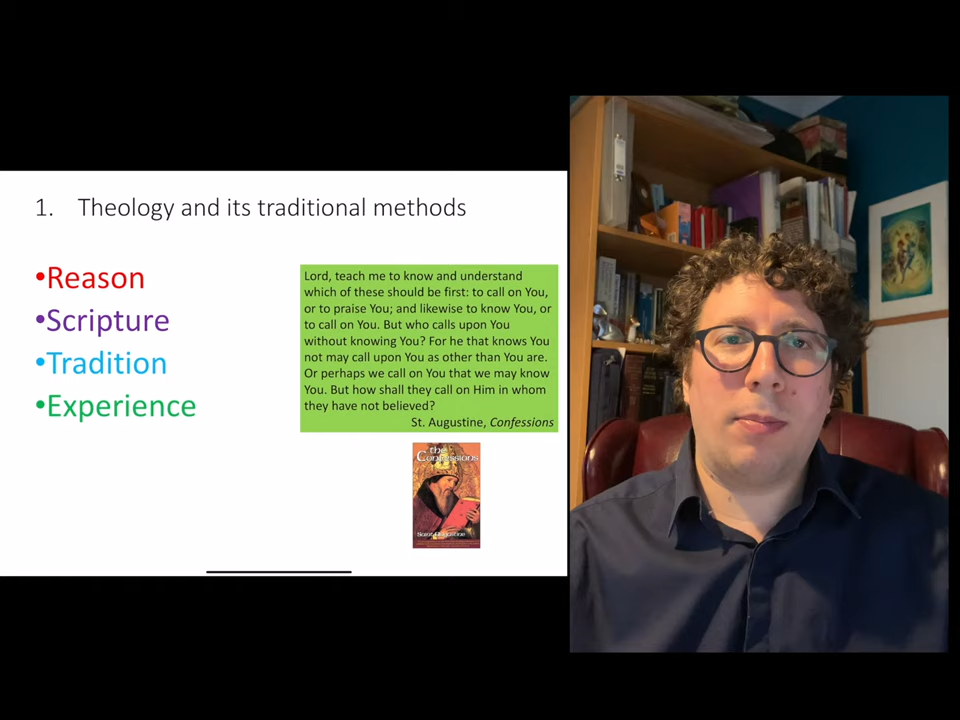 1. Theology and its traditional methods
•Reason
•Scripture
•Tradition
•Experience
Lord, teach me to know and understand
which of these should be first: to call on You,
or to praise You; and likewise to know You, or
to call on You. But who calls upon You
without knowing You? For he that knows You
not may call upon You as other than You are.
Or perhaps we call on You that we may know
You. But how shall they call on Him in whom
they have not believed?
St. Augustine, Confessions
the
Confessions
Saint Augustine